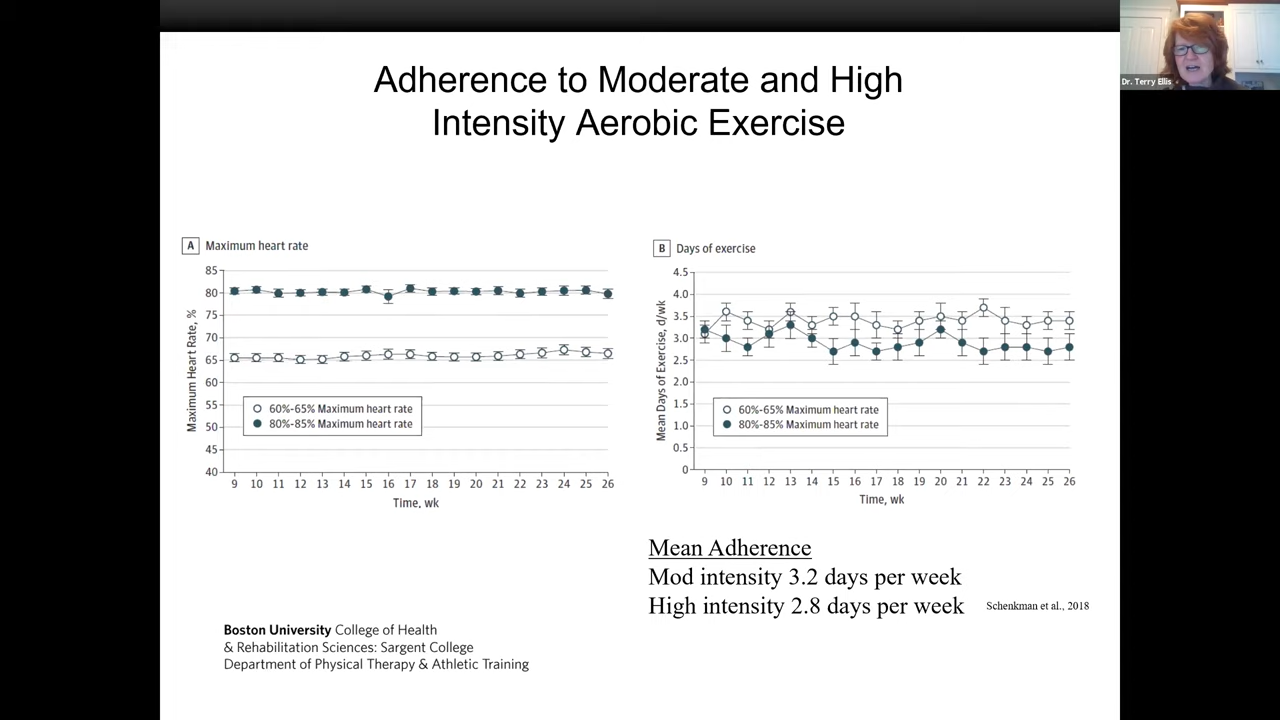 Adherence to Moderate and High
Intensity Aerobic Exercise
Dr. Terry Ellis
A Maximum heart rate
Maximum Heart Rate, %
85
80
75
70
65
60
55
50
45
40
60%-65% Maximum heart rate
80%-85% Maximum heart rate
9 10 11 12 13 14 15 16 17 18 19 20 21 22 23 24 25 26
Time, wk
B Days of exercise
Mean Days of Exercise, d/wk
4.5
4.0
3.5
3.0
2.5
2.0
1.5
1.0
0.5
0
60%-65% Maximum heart rate
80%-85% Maximum heart rate
9 10 11 12 13 14 15 16 17 18 19 20 21 22 23 24 25 26
Time, wk
Mean Adherence
Mod intensity 3.2 days per week
High intensity 2.8 days per week
Schenkman et al., 2018
Boston University College of Health
& Rehabilitation Sciences: Sargent College
Department of Physical Therapy & Athletic Training